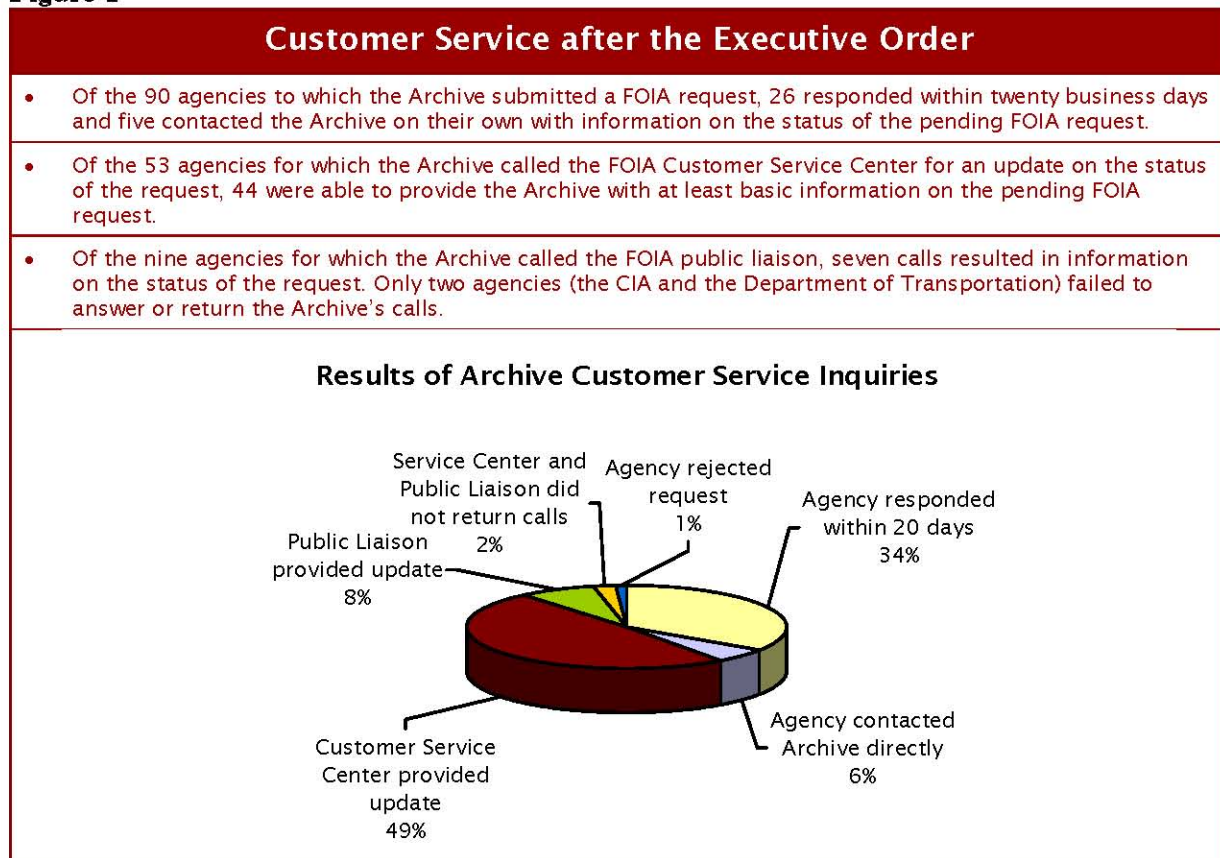 Customer Service after the Executive Order
• Of the 90 agencies to which the Archive submitted a FOIA request, 26 responded within twenty business days
and five contacted the Archive on their own with information on the status of the pending FOIA request.
• Of the 53 agencies for which the Archive called the FOIA Customer Service Center for an update on the status
of the request, 44 were able to provide the Archive with at least basic information on the pending FOIA
request.
• Of the nine agencies for which the Archive called the FOIA public liaison, seven calls resulted in information
on the status of the request. Only two agencies (the CIA and the Department of Transportation) failed to
answer or return the Archive's calls.
Results of Archive Customer Service Inquiries
Service Center and
Public Liaison did
not return calls
2%
Agency rejected
request
1%
Agency responded
within 20 days
34%
Public Liaison
provided update
8%
Customer Service
Center provided
update
49%
Agency contacted
Archive directly
6%